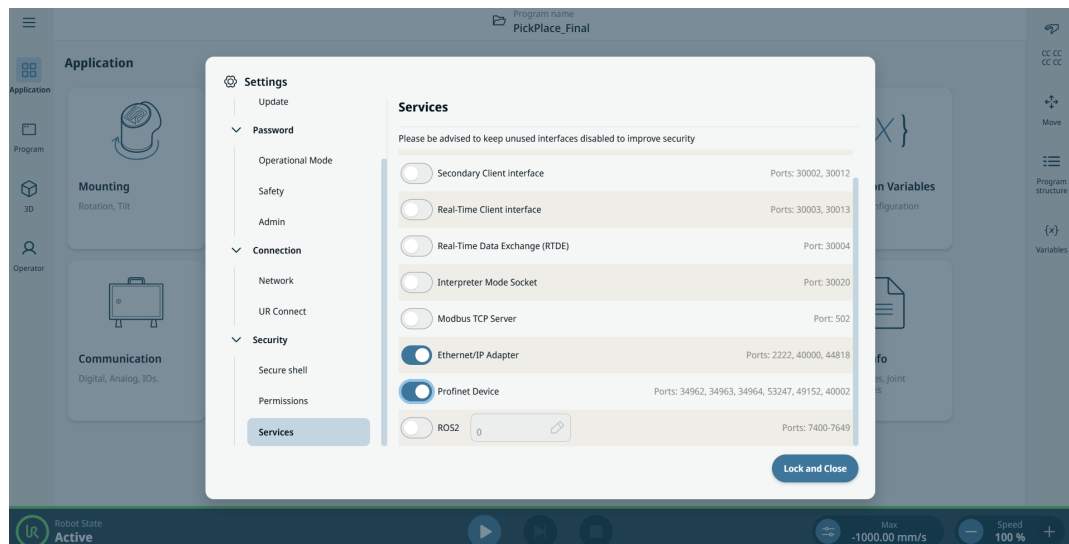 Program name
PickPlace_Final
Application
Application
Program
3D
Operator
Mounting
Rotation, Tilt
Communication
Digital, Analog, IOs.
Settings
Update
Password
Operational Mode
Safety
Admin
Connection
Network
UR Connect
Security
Secure shell
Permissions
Services
Services
Please be advised to keep unused interfaces disabled to improve security
Secondary Client interface Ports: 30002, 30012
Real-Time Client interface Ports: 30003, 30013
Real-Time Data Exchange (RTDE) Port: 30004
Interpreter Mode Socket Port: 30020
Modbus TCP Server Port: 502
Ethernet/IP Adapter Ports: 2222, 40000, 44818
Profinet Device Ports: 34962, 34963, 34964, 53247, 49152, 40002
ROS2 0 Ports: 7400-7649
Lock and Close
X}
Variables
CC CC
CC CC
Move
Program
structure
{x}
Variables
UR
Robot State
Active
Max
-1000.00 mm/s
Speed
100 %